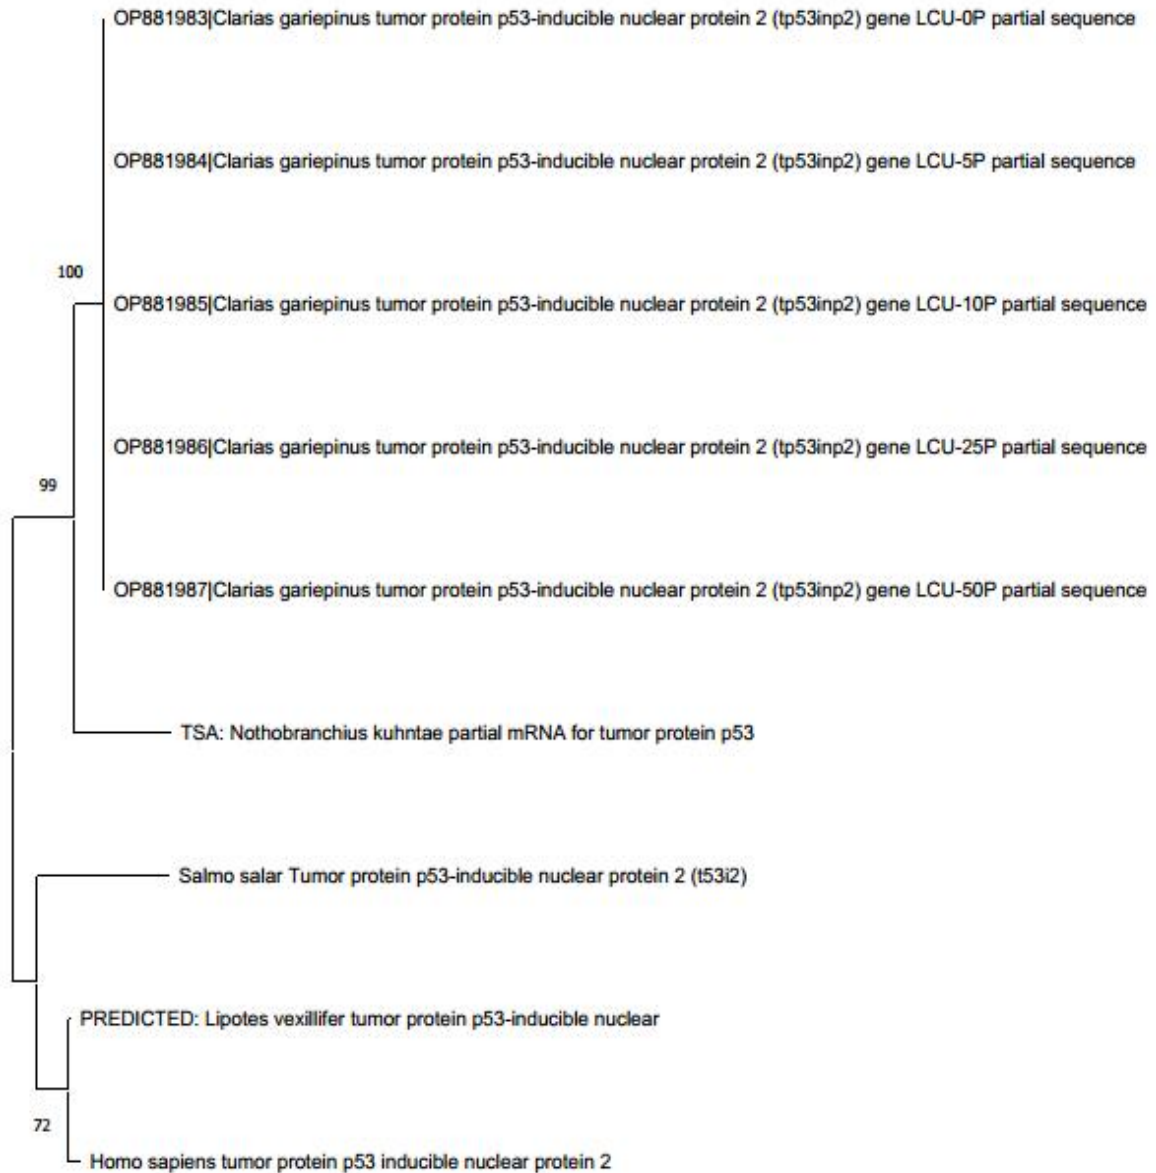 OP881983|Clarias gariepinus tumor protein p53-inducible nuclear protein 2 (tp53inp2) gene LCU-0P partial sequence
OP881984|Clarias gariepinus tumor protein p53-inducible nuclear protein 2 (tp53inp2) gene LCU-5P partial sequence
100
OP881985|Clarias gariepinus tumor protein p53-inducible nuclear protein 2 (tp53inp2) gene LCU-10P partial sequence
OP881986|Clarias gariepinus tumor protein p53-inducible nuclear protein 2 (tp53inp2) gene LCU-25P partial sequence
99
OP881987|Clarias gariepinus tumor protein p53-inducible nuclear protein 2 (tp53inp2) gene LCU-50P partial sequence
TSA: Nothobranchius kuhntae partial mRNA for tumor protein p53
Salmo salar Tumor protein p53-inducible nuclear protein 2 (t53i2)
PREDICTED: Lipotes vexillifer tumor protein p53-inducible nuclear
72
Homo sapiens tumor protein p53 inducible nuclear protein 2